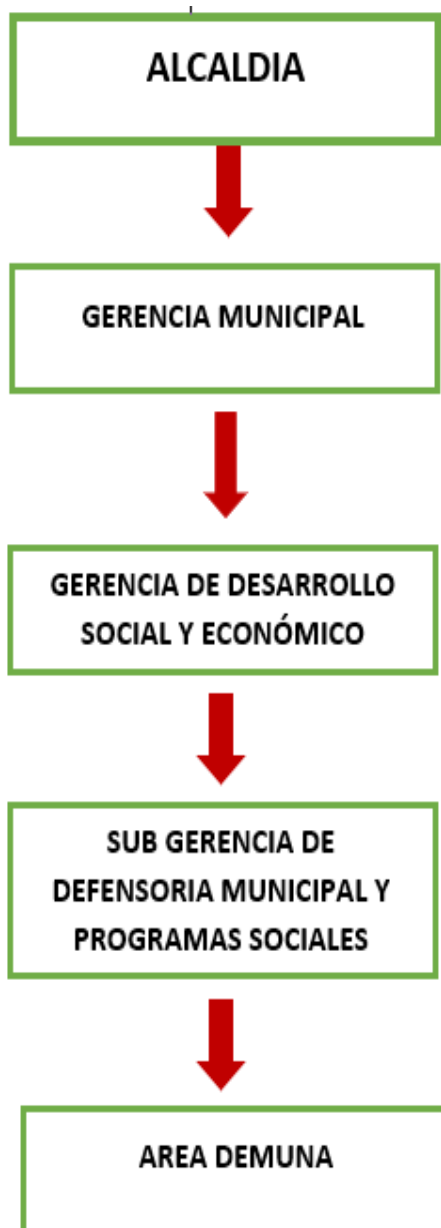 ALCALDIA
GERENCIA MUNICIPAL
GERENCIA DE DESARROLLO
SOCIAL Y ECONÓMICO
SUB GERENCIA DE
DEFENSORIA MUNICIPAL Y
PROGRAMAS SOCIALES
AREA DEMUNA